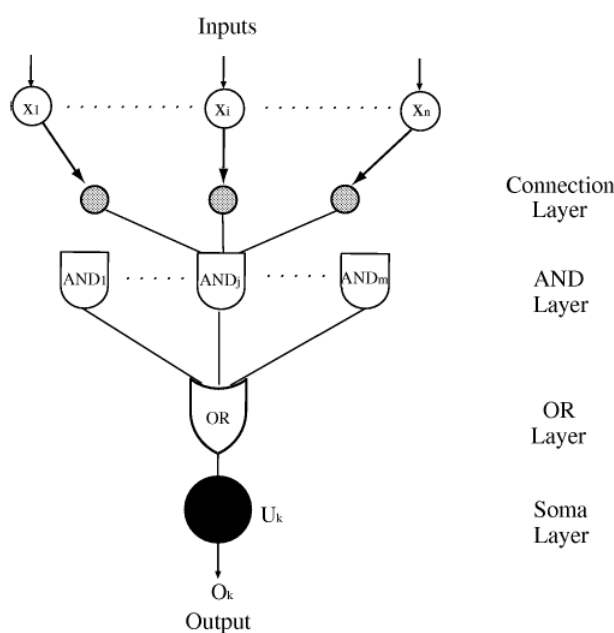 Inputs
X1 Xi Xn
Connection
Layer
AND1 ANDj ANDm
AND
Layer
OR
OR
Layer
Uk
Soma
Layer
Ok
Output